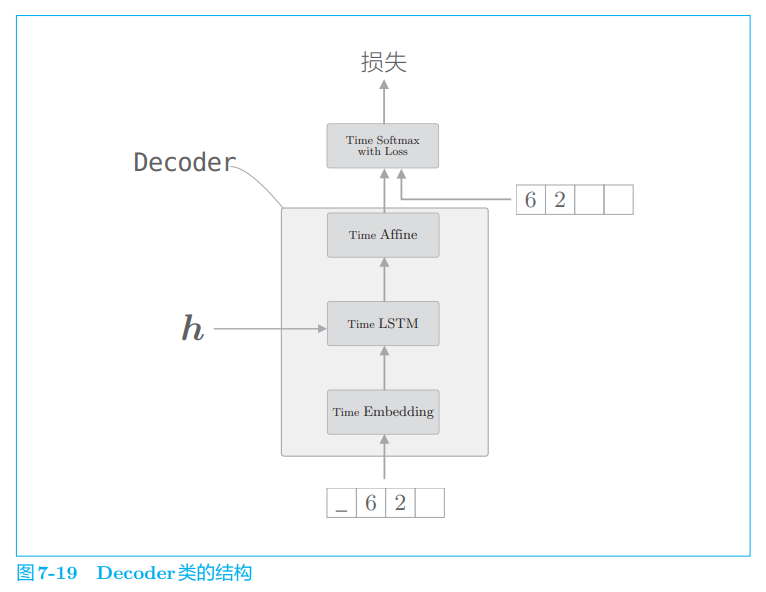 损失
Time Softmax
with Loss
Decoder
6 2
Time Affine
h
Time LSTM
Time Embedding
_ 6 2
图7-19 Decoder类的结构